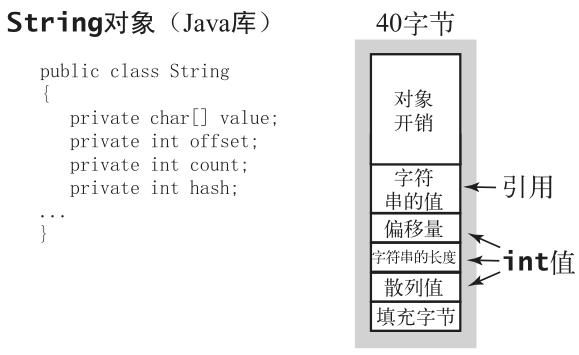 String对象（Java库）
public class String
{
private char[] value;
private int offset;
private int count;
private int hash;
...
}
40字节
对象
开销
字符
串的值
引用
偏移量
字符串的长度
int值
散列值
填充字节